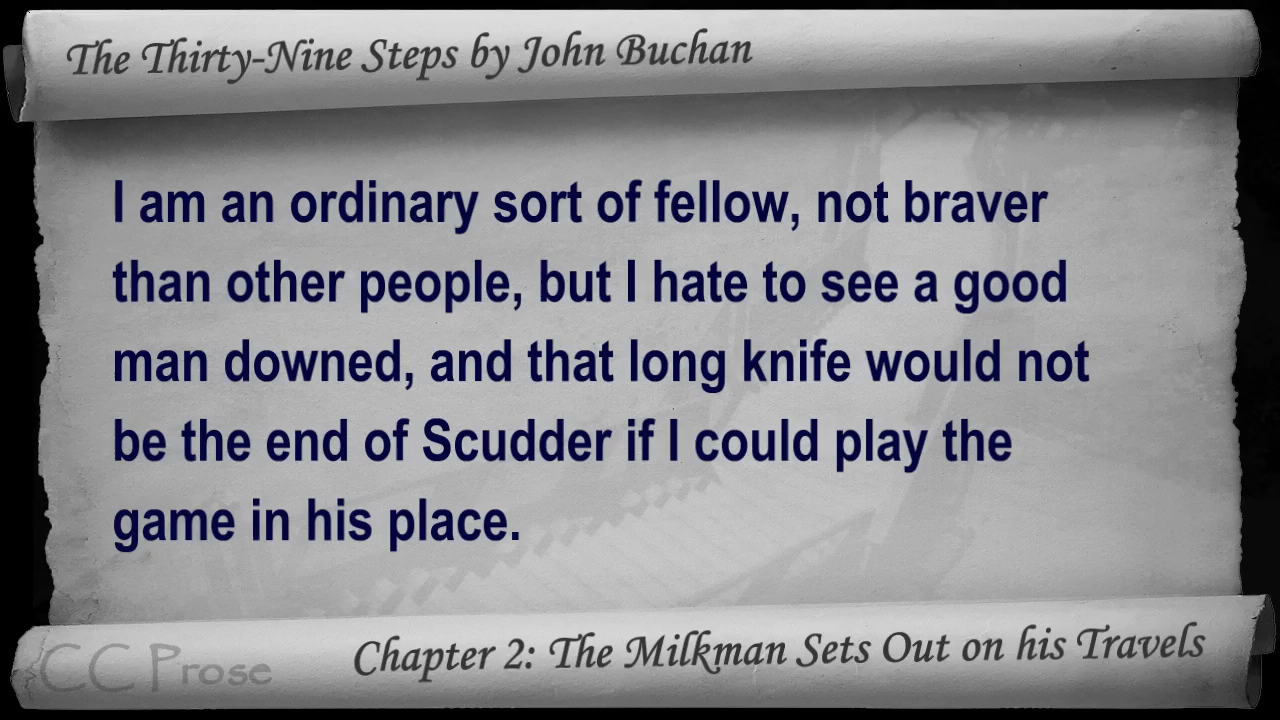 The Thirty-Nine Steps by John Buchan
I am an ordinary sort of fellow, not braver
than other people, but I hate to see a good
man downed, and that long knife would not
be the end of Scudder if I could play the
game in his place.
CC Prose
Chapter 2: The Milkman Sets Out on his Travels